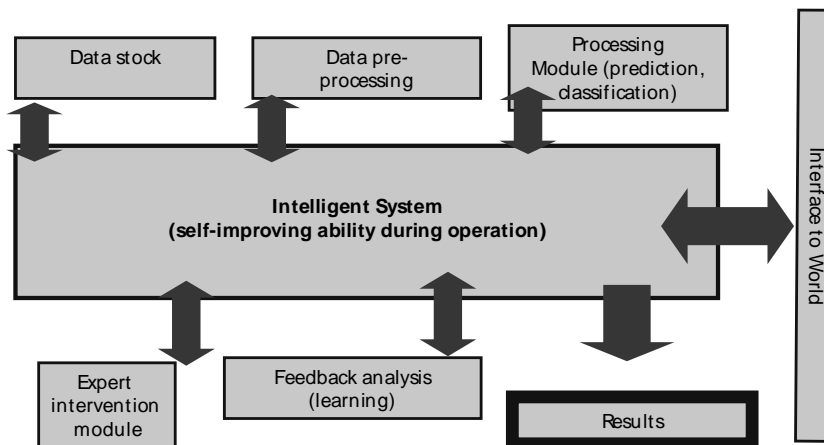 Data stock
Data pre-
processing
Processing
Module (prediction,
classification)
Intelligent System
(self-improving ability during operation)
Interface to World
Expert
intervention
module
Feedback analysis
(learning)
Results